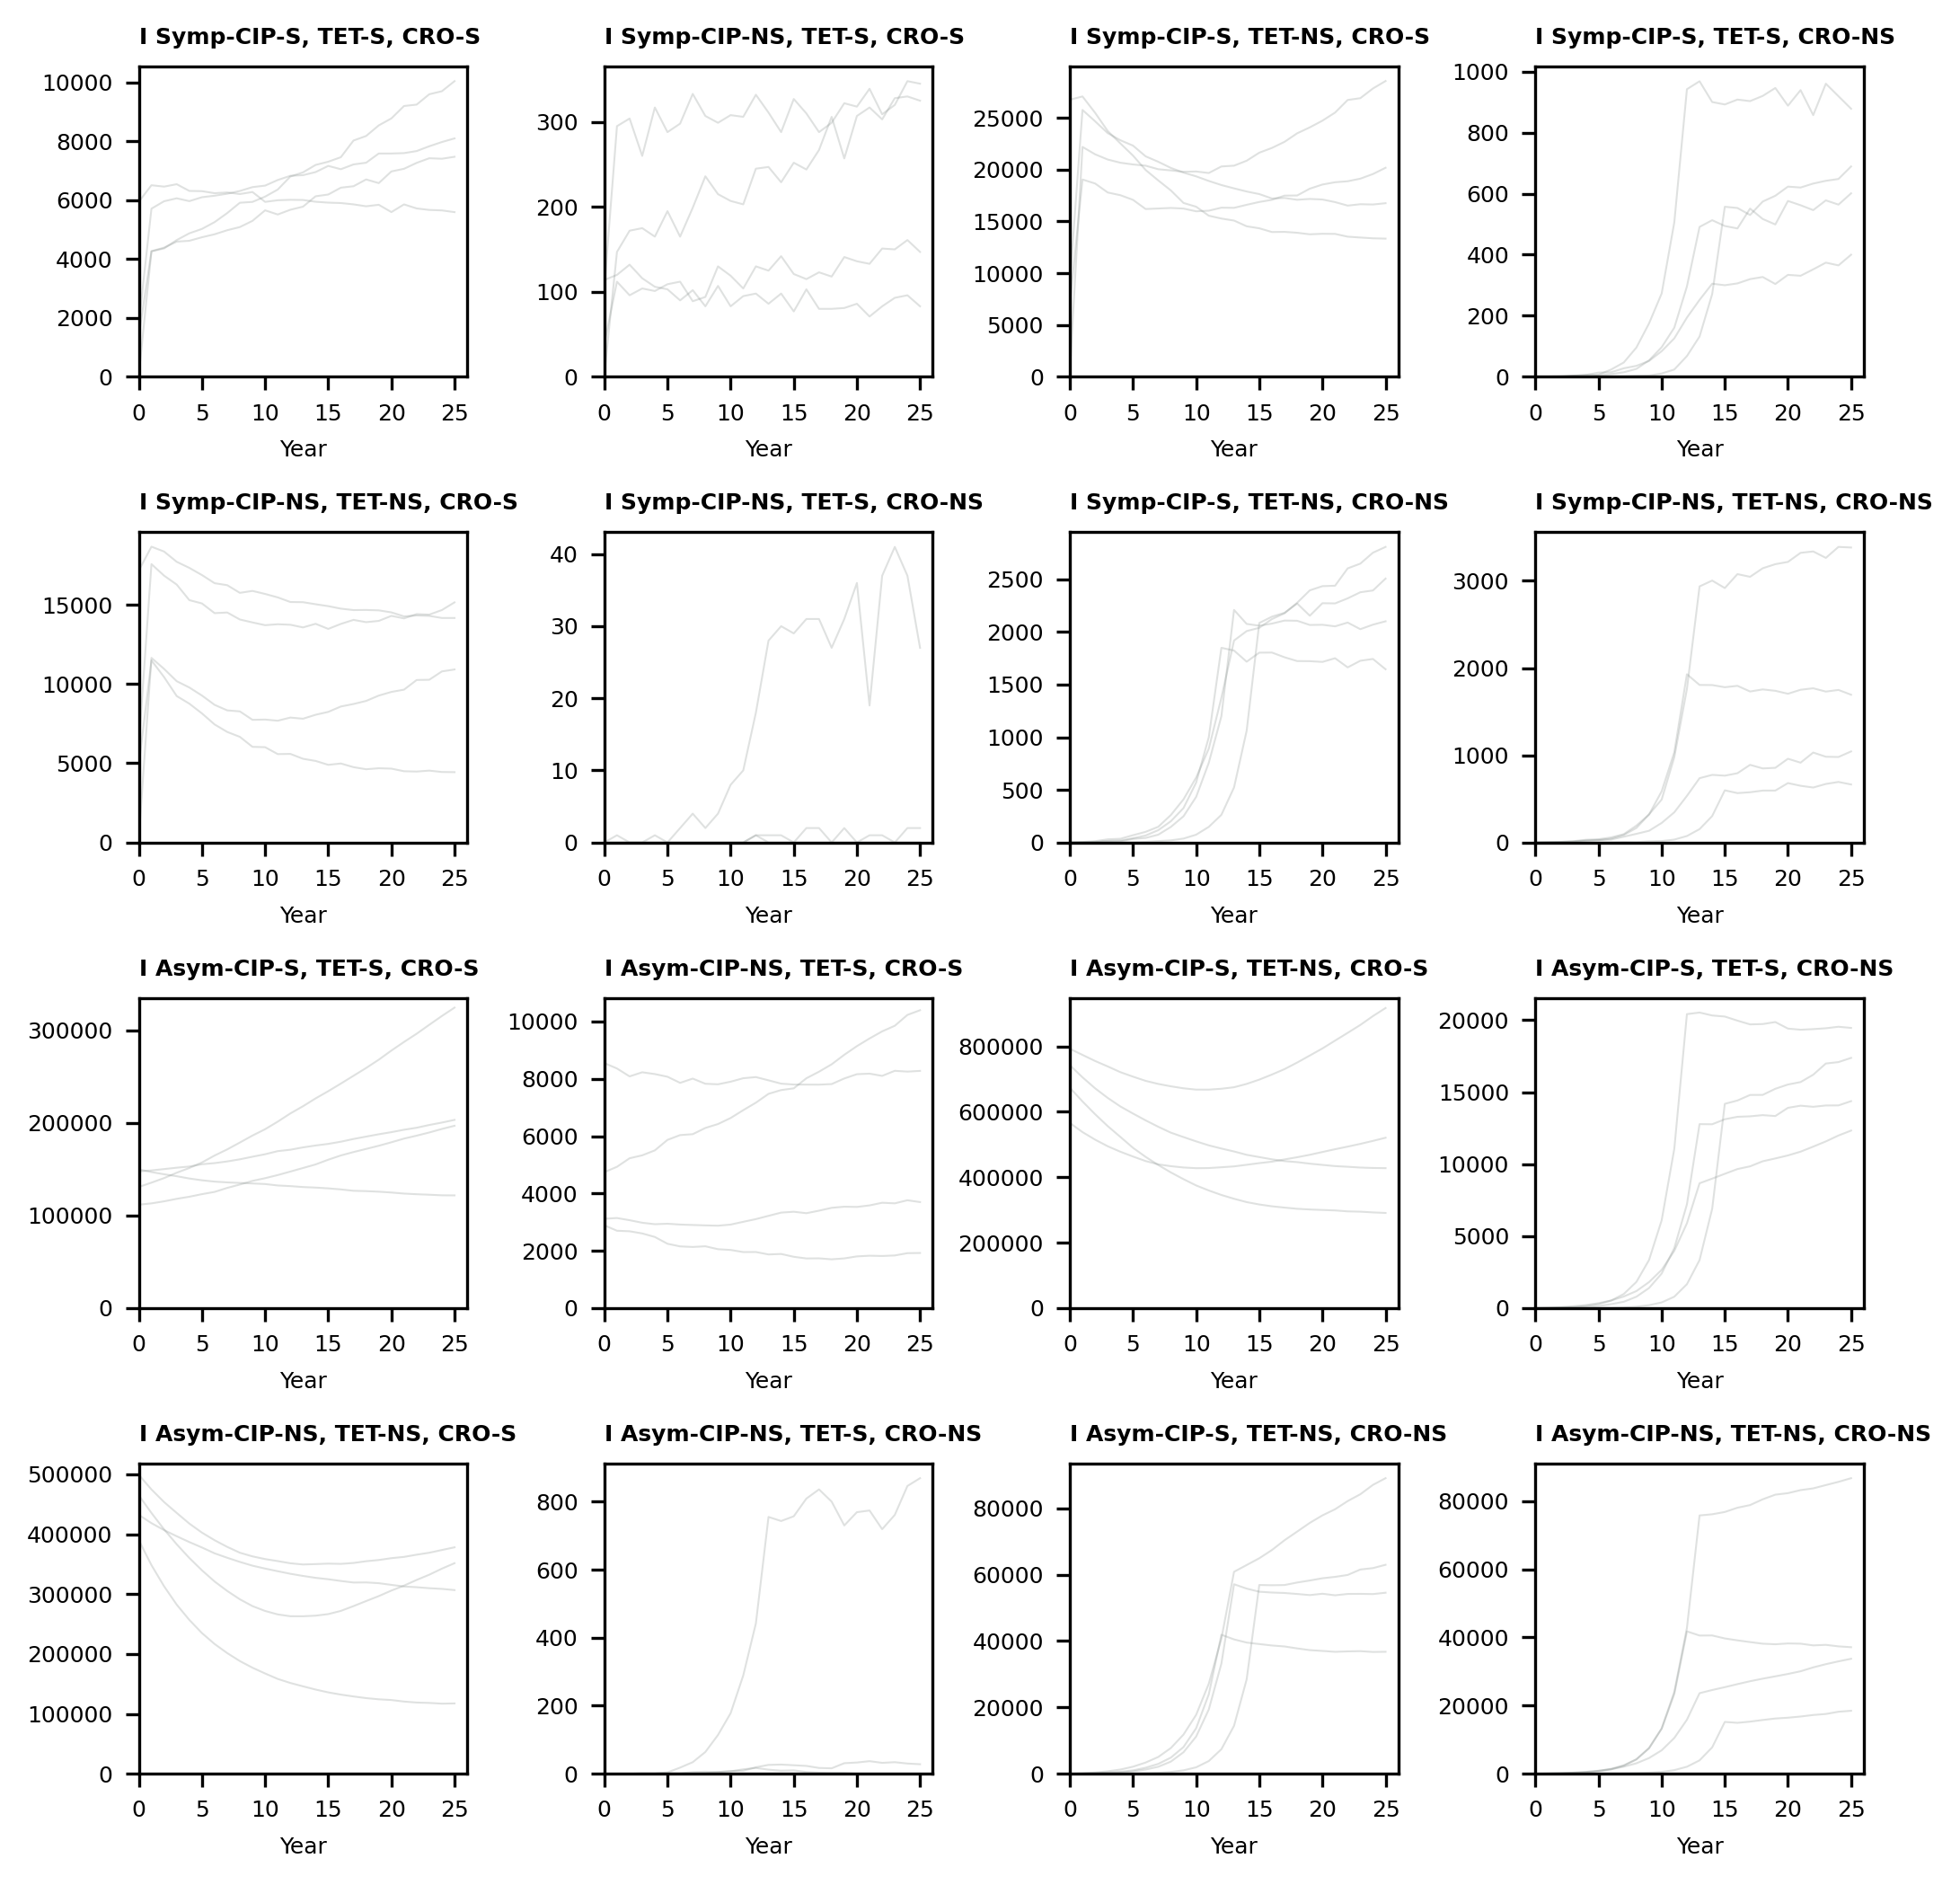 I Symp-CIP-S, TET-S, CRO-S
10000
8000
6000
4000
2000
0
0 5 10 15 20 25
Year
I Symp-CIP-NS, TET-S, CRO-S
300
200
100
0
0 5 10 15 20 25
Year
I Symp-CIP-S, TET-NS, CRO-S
25000
20000
15000
10000
5000
0
0 5 10 15 20 25
Year
I Symp-CIP-S, TET-S, CRO-NS
1000
800
600
400
200
0
0 5 10 15 20 25
Year
I Symp-CIP-NS, TET-NS, CRO-S
15000
10000
5000
0
0 5 10 15 20 25
Year
I Symp-CIP-NS, TET-S, CRO-NS
40
30
20
10
0
0 5 10 15 20 25
Year
I Symp-CIP-S, TET-NS, CRO-NS
2500
2000
1500
1000
500
0
0 5 10 15 20 25
Year
I Symp-CIP-NS, TET-NS, CRO-NS
3000
2000
1000
0
0 5 10 15 20 25
Year
I Asym-CIP-S, TET-S, CRO-S
300000
200000
100000
0
0 5 10 15 20 25
Year
I Asym-CIP-NS, TET-S, CRO-S
10000
8000
6000
4000
2000
0
0 5 10 15 20 25
Year
I Asym-CIP-S, TET-NS, CRO-S
800000
600000
400000
200000
0
0 5 10 15 20 25
Year
I Asym-CIP-S, TET-S, CRO-NS
20000
15000
10000
5000
0
0 5 10 15 20 25
Year
I Asym-CIP-NS, TET-NS, CRO-S
500000
400000
300000
200000
100000
0
0 5 10 15 20 25
Year
I Asym-CIP-NS, TET-S, CRO-NS
800
600
400
200
0
0 5 10 15 20 25
Year
I Asym-CIP-S, TET-NS, CRO-NS
80000
60000
40000
20000
0
0 5 10 15 20 25
Year
I Asym-CIP-NS, TET-NS, CRO-NS
80000
60000
40000
20000
0
0 5 10 15 20 25
Year